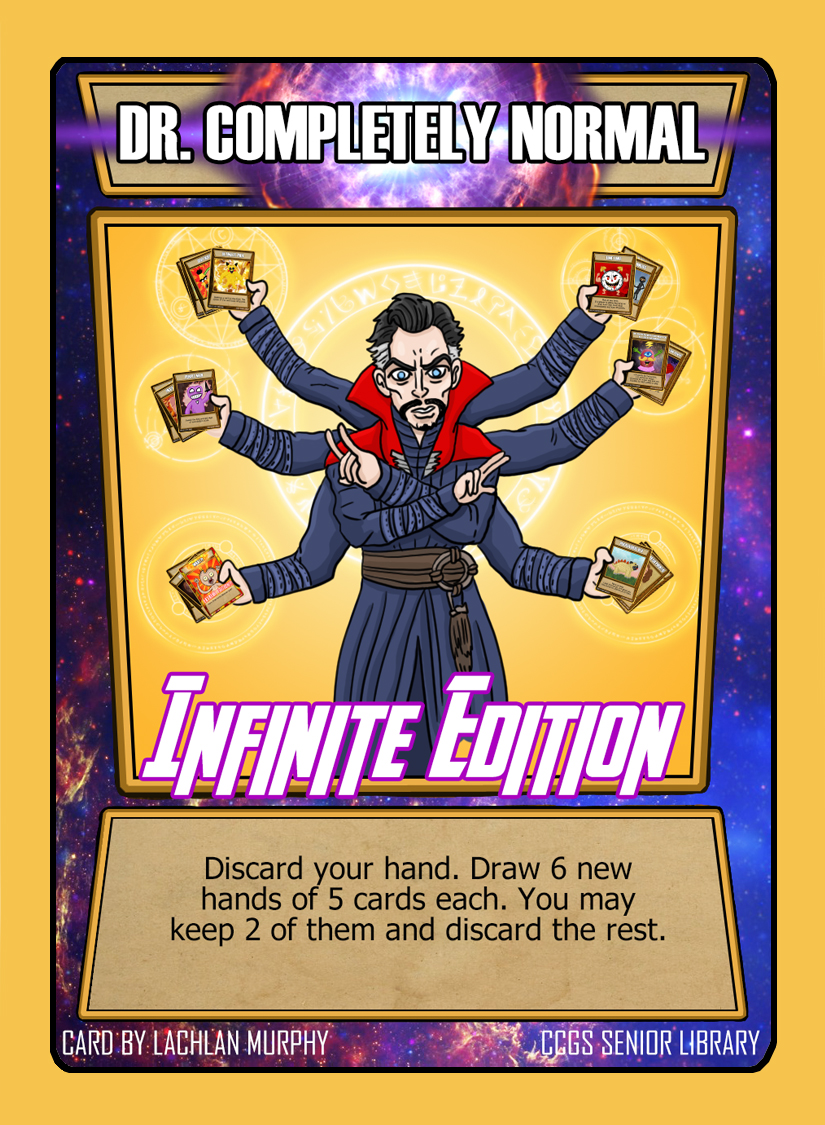 DR. COMPLETELY NORMAL
INFINITE EDITION
Discard your hand. Draw 6 new
hands of 5 cards each. You may
keep 2 of them and discard the rest.
CARD BY LACHLAN MURPHY
CCGS SENIOR LIBRARY